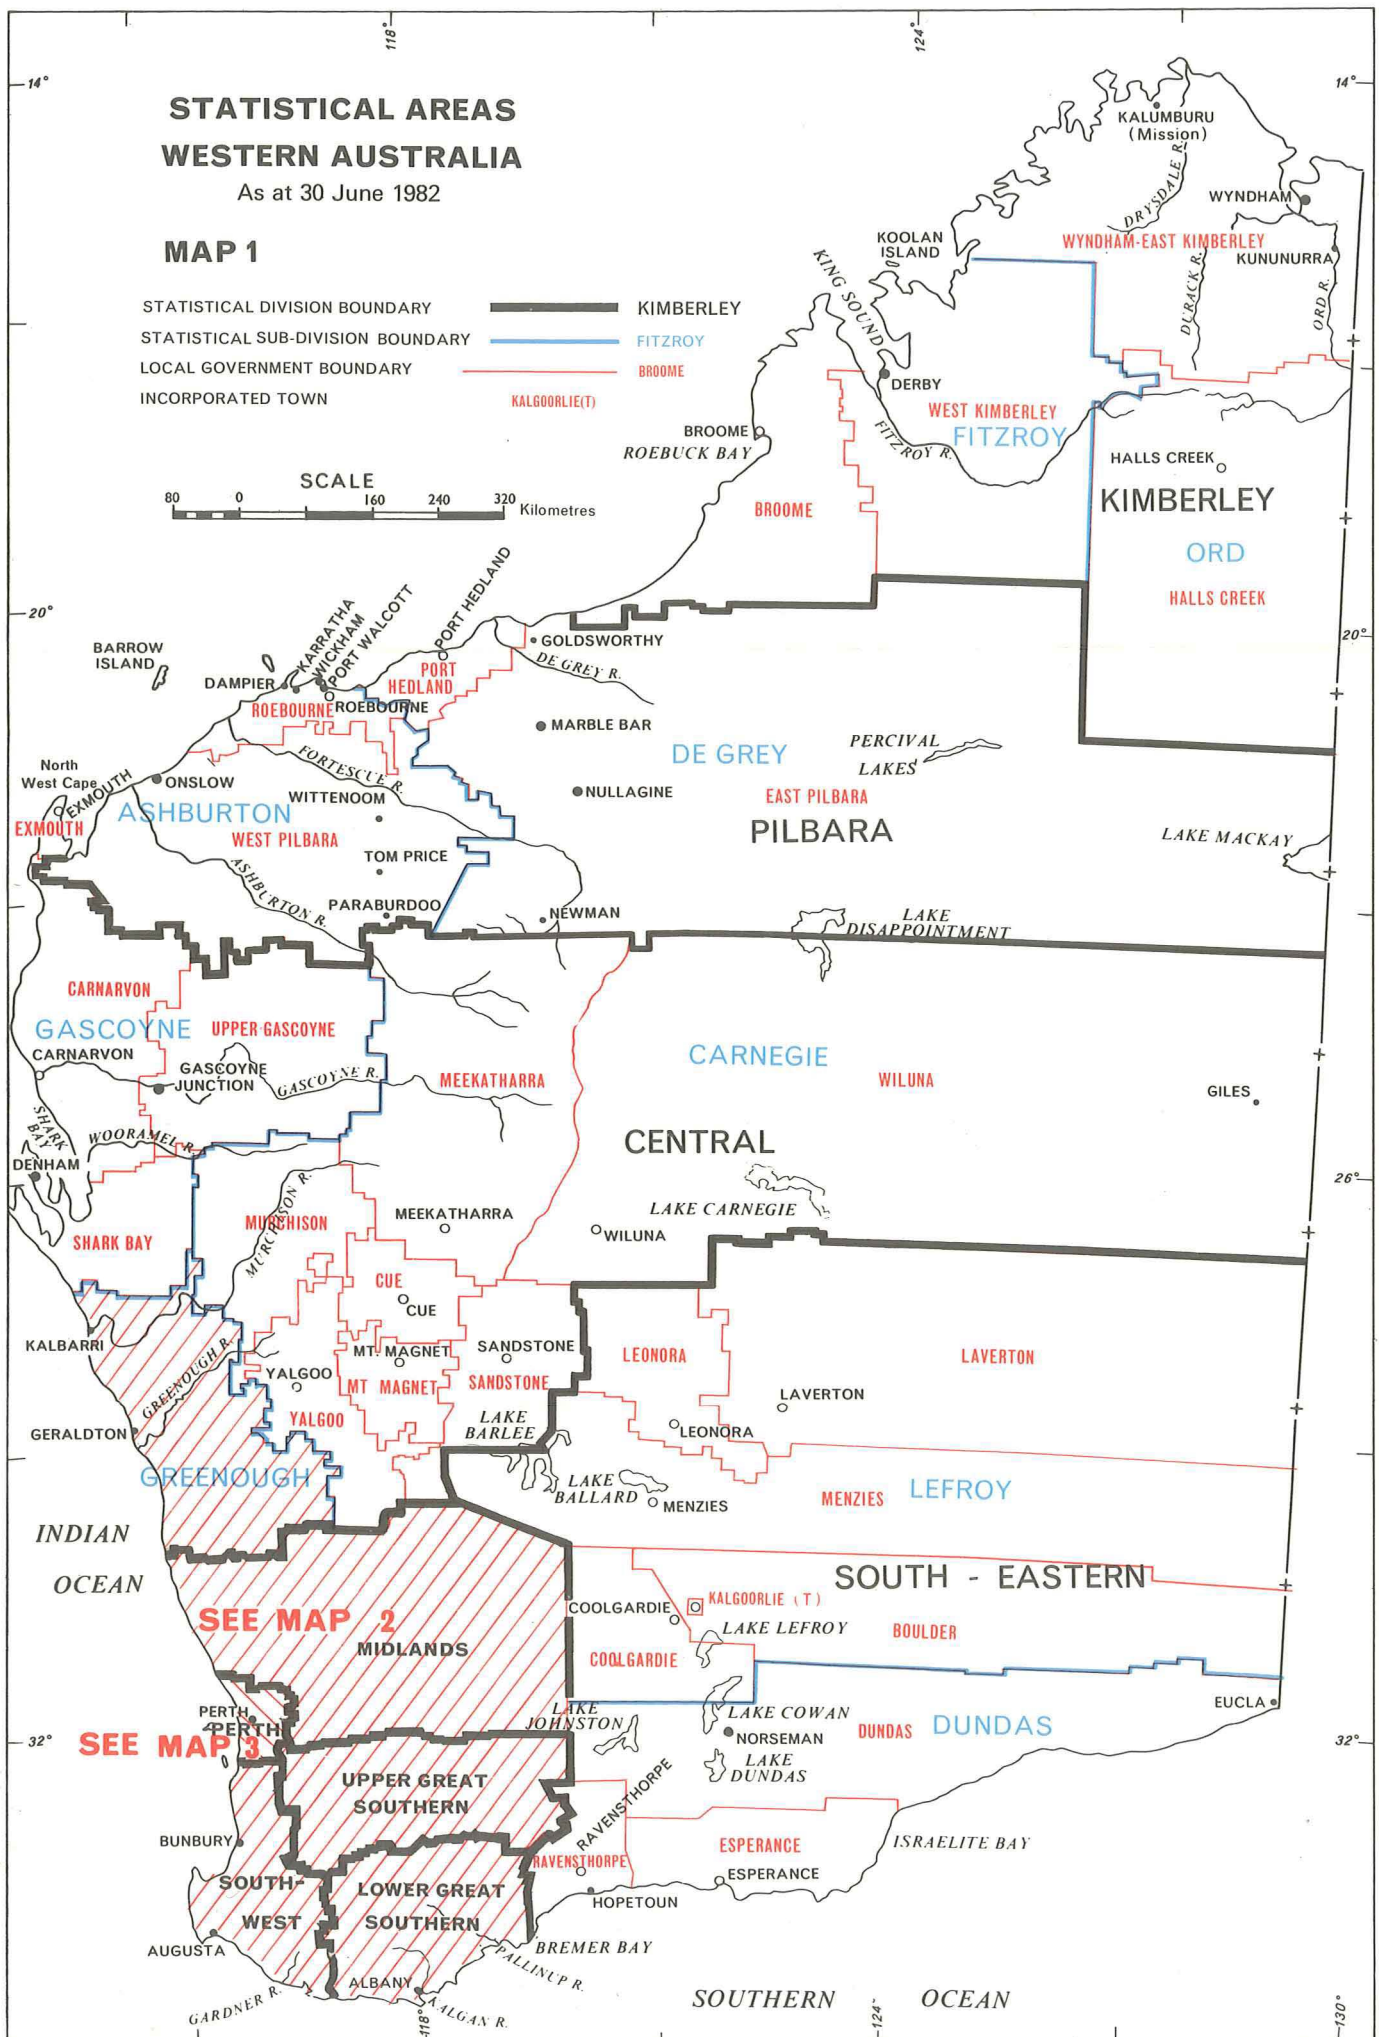 118°
124°
14°
14°
STATISTICAL AREAS
WESTERN AUSTRALIA
As at 30 June 1982
MAP 1
STATISTICAL DIVISION BOUNDARY KIMBERLEY
STATISTICAL SUB-DIVISION BOUNDARY FITZROY
LOCAL GOVERNMENT BOUNDARY BROOME
INCORPORATED TOWN KALGOORLIE(T)
SCALE
80 0 160 240 320 Kilometres
KALUMBURU
(Mission)
DRYSDALE R.
WYNDHAM
WYNDHAM-EAST KIMBERLEY
KUNUNURRA
KOOLAN
ISLAND
KING SOUND
DURACK R.
ORD R.
DERBY
WEST KIMBERLEY
FITZROY
FITZROY R.
BROOME
ROEBUCK BAY
HALLS CREEK
KIMBERLEY
BROOME
ORD
HALLS CREEK
20°
20°
PORT HEDLAND
KARRATHA
WICKHAM
PORT WALCOTT
BARROW
ISLAND
GOLDSWORTHY
DE GREY R.
DAMPIER
PORT
HEDLAND
ROEBOURNE
ROEBOURNE
MARBLE BAR
DE GREY
PERCIVAL
LAKES
FORTESCUE R.
North
West Cape
EXMOUTH
ONSLOW
WITTENOOM
NULLAGINE
EAST PILBARA
ASHBURTON
EXMOUTH
WEST PILBARA
PILBARA
LAKE MACKAY
TOM PRICE
ASHBURTON R.
PARABURDOO
NEWMAN
LAKE
DISAPPOINTMENT
CARNARVON
GASCOYNE
UPPER GASCOYNE
CARNARVON
GASCOYNE
JUNCTION
GASCOYNE R.
MEEKATHARRA
CARNEGIE
WILUNA
GILES
SHARK
BAY
WOORAMEL R.
CENTRAL
DENHAM
26°
MURCHISON R.
MURCHISON
MEEKATHARRA
LAKE CARNEGIE
WILUNA
SHARK BAY
CUE
CUE
KALBARRI
GREENOUGH R.
MT. MAGNET
SANDSTONE
LEONORA
LAVERTON
YALGOO
MT MAGNET
SANDSTONE
LAVERTON
YALGOO
LAKE
BARLEE
GERALDTON
LEONORA
GREENOUGH
LAKE
BALLARD
MENZIES
MENZIES
LEFROY
INDIAN
OCEAN
SOUTH - EASTERN
SEE MAP 2
MIDLANDS
COOLGARDIE
KALGOORLIE (T)
LAKE LEFROY
BOULDER
COOLGARDIE
EUCLA
PERTH
PERTH
LAKE
JOHNSTON
LAKE COWAN
NORSEMAN
DUNDAS
DUNDAS
32°
SEE MAP 3
32°
LAKE
DUNDAS
UPPER GREAT
SOUTHERN
RAVENSTHORPE
BUNBURY
ESPERANCE
ISRAELITE BAY
RAVENSTHORPE
ESPERANCE
SOUTH-
WEST
LOWER GREAT
SOUTHERN
HOPETOUN
AUGUSTA
BREMER BAY
PALLINUP R.
ALBANY
GARDNER R.
KALGAN R.
SOUTHERN OCEAN
118°
124°
130°